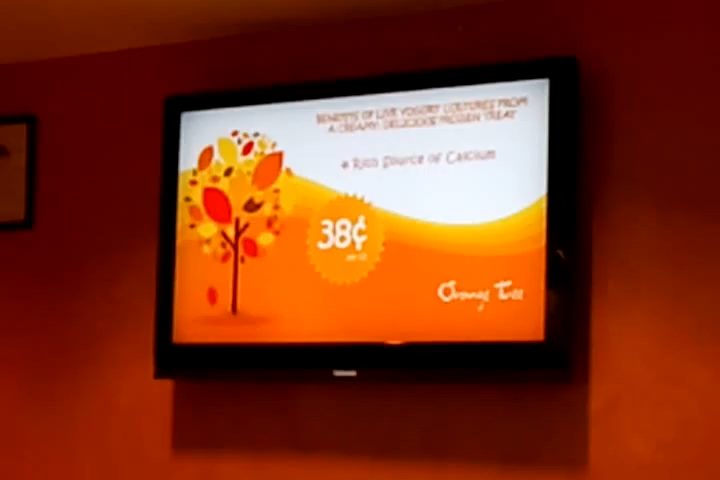 BENEFITS OF LIVE YOGURT CULTURES FROM
A CREAMY, DELICIOUS FROZEN TREAT
Rich Source of Calcium
38¢
Orange Tree